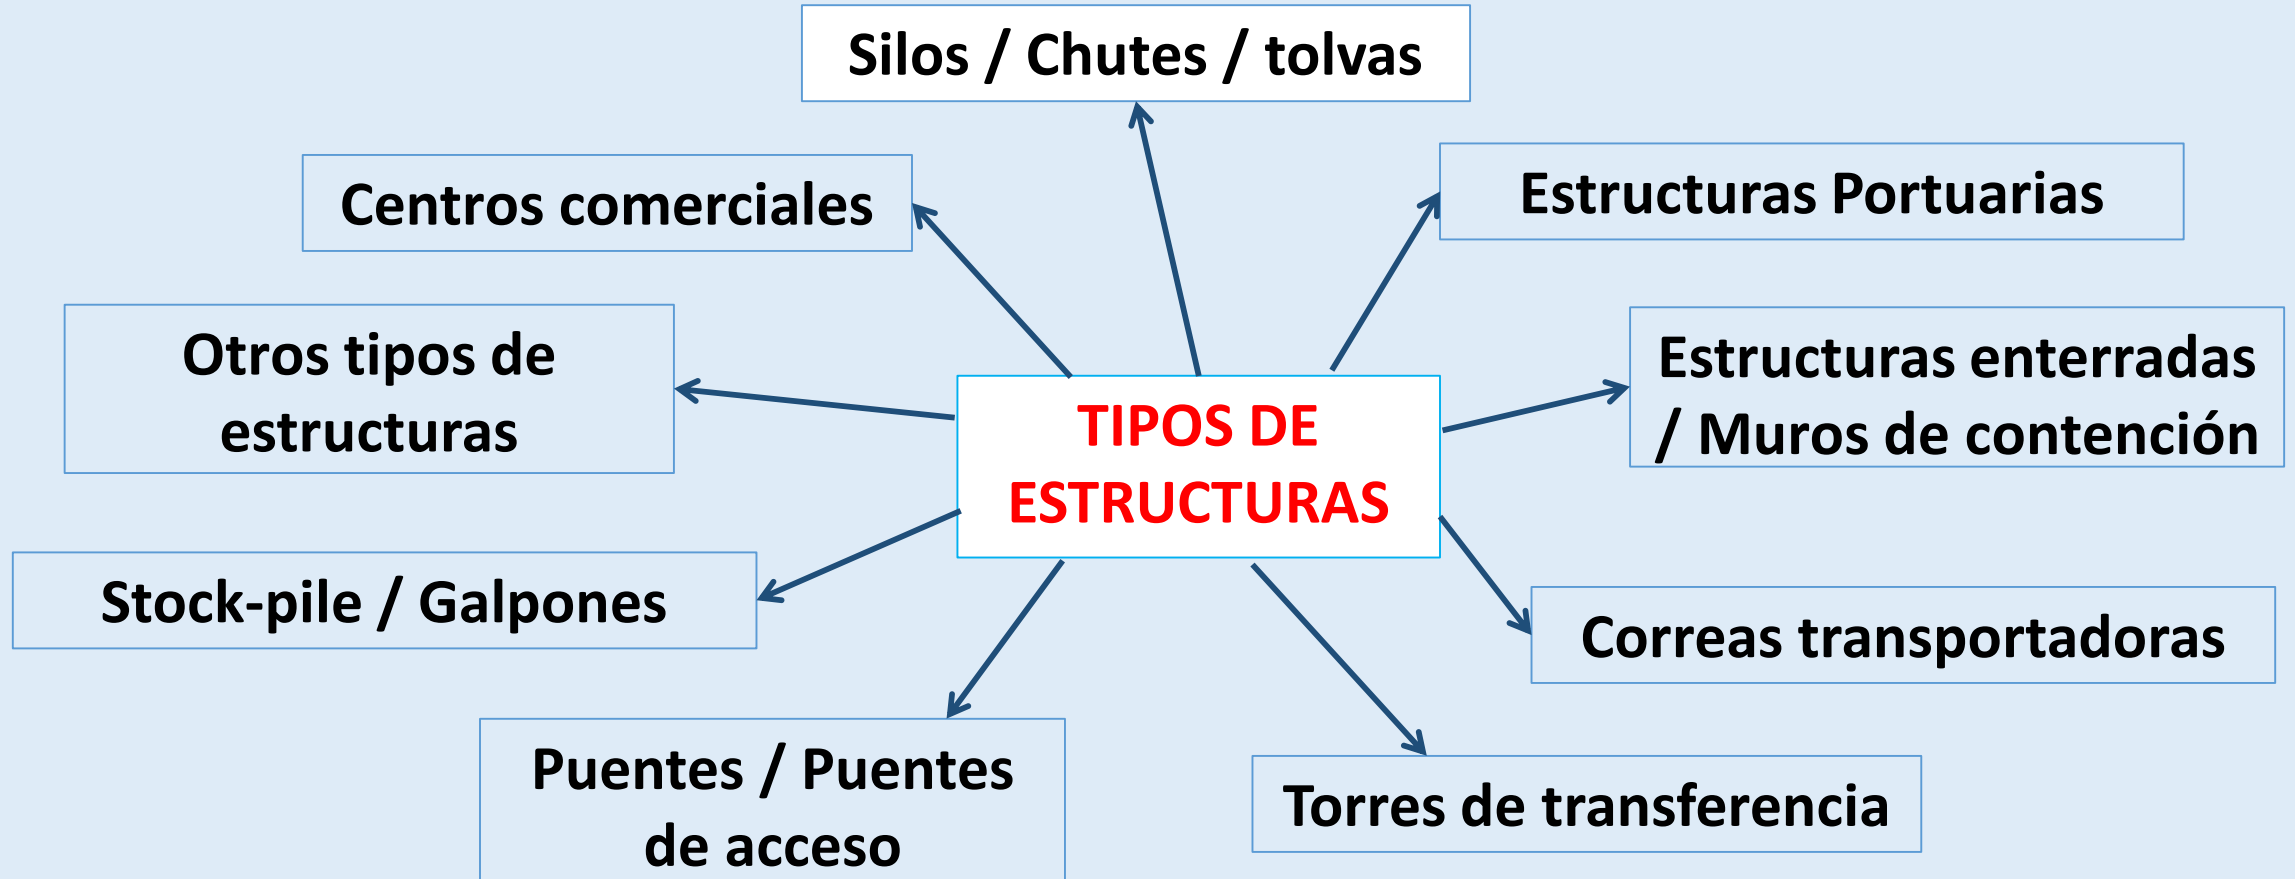 Silos / Chutes / tolvas
Centros comerciales
Estructuras Portuarias
Otros tipos de
estructuras
Estructuras enterradas
/ Muros de contención
TIPOS DE
ESTRUCTURAS
Stock-pile / Galpones
Correas transportadoras
Puentes / Puentes
de acceso
Torres de transferencia